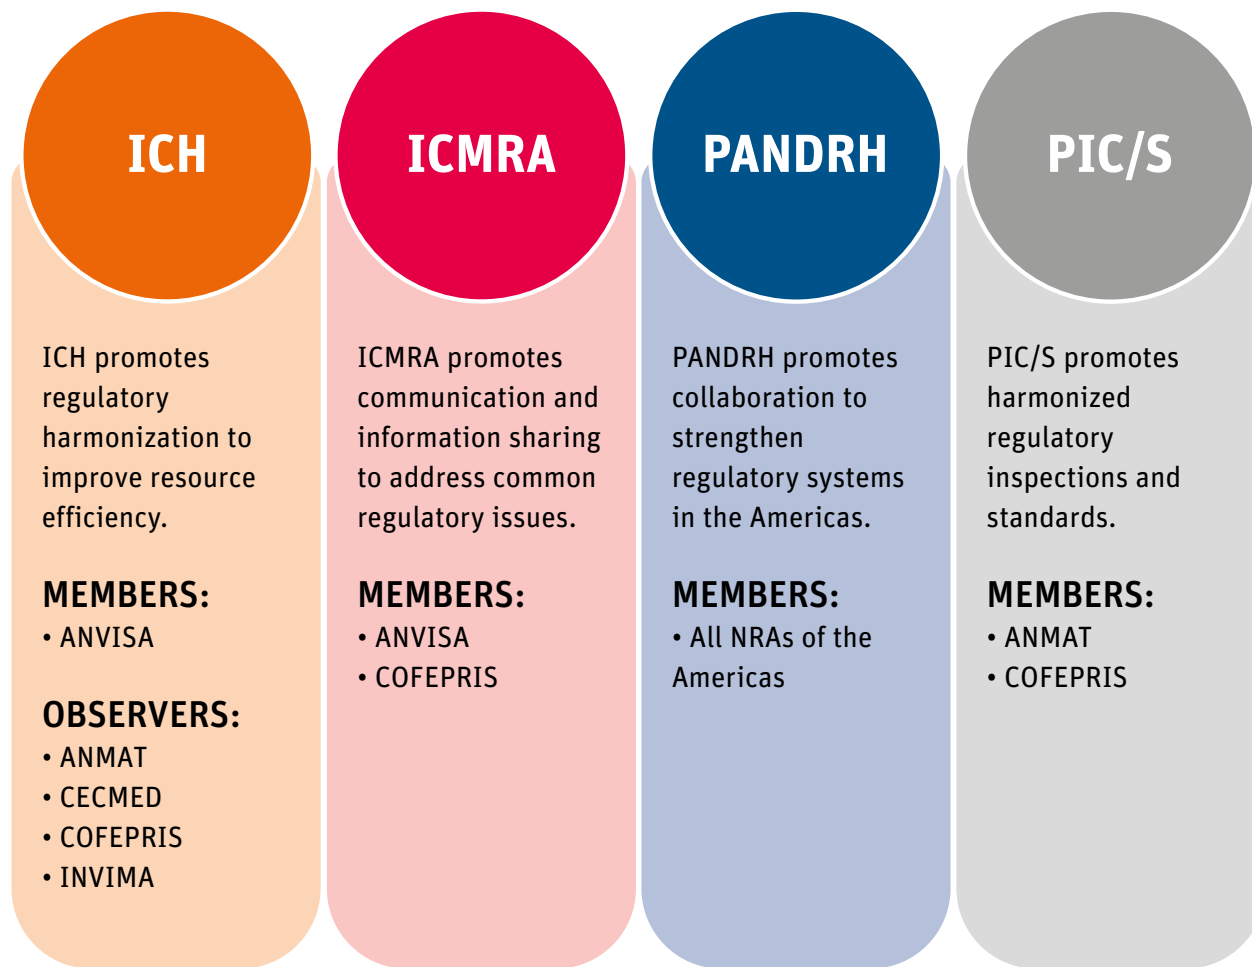 ICH
ICH promotes
regulatory
harmonization to
improve resource
efficiency.
MEMBERS:
• ANVISA
OBSERVERS:
• ANMAT
• CECMED
• COFEPRIS
• INVIMA
ICMRA
ICMRA promotes
communication and
information sharing
to address common
regulatory issues.
MEMBERS:
• ANVISA
• COFEPRIS
PANDRH
PANDRH promotes
collaboration to
strengthen
regulatory systems
in the Americas.
MEMBERS:
• All NRAs of the
Americas
PIC/S
PIC/S promotes
harmonized
regulatory
inspections and
standards.
MEMBERS:
• ANMAT
• COFEPRIS